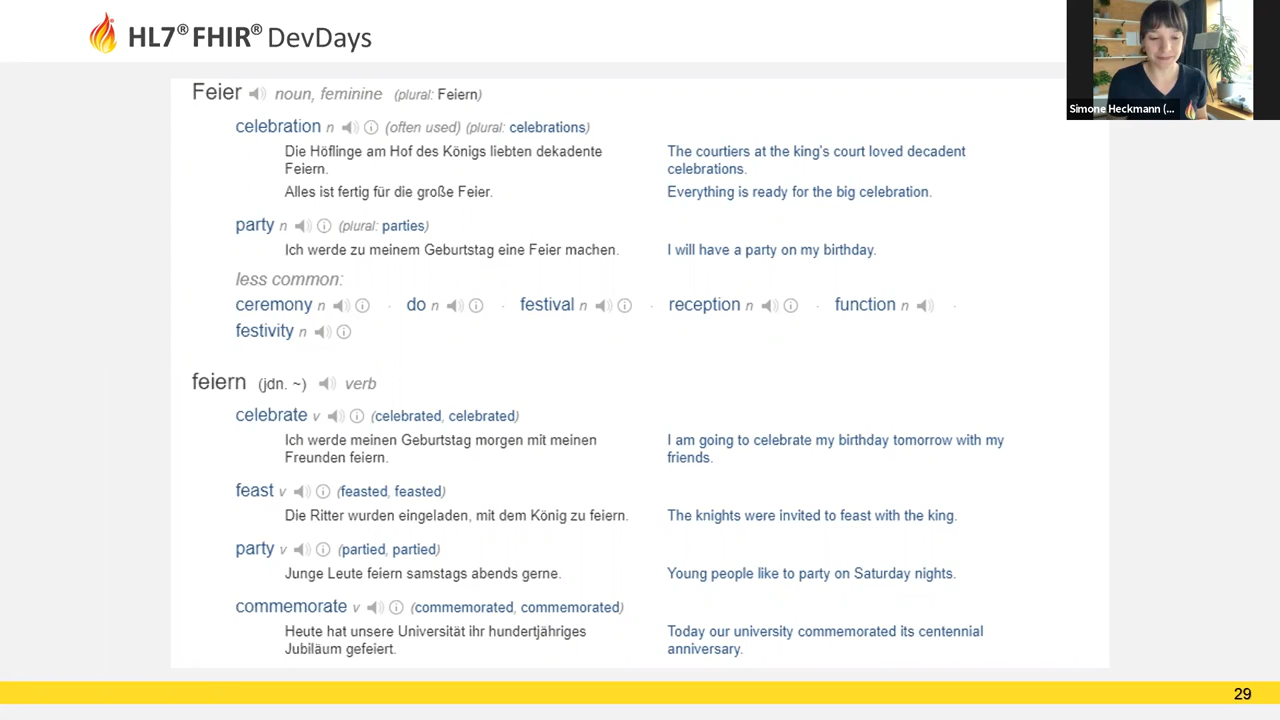 HL7® FHIR® DevDays
Simone Heckmann (...
Feier noun, feminine (plural: Feiern)
celebration n (often used) (plural: celebrations)
Die Höflinge am Hof des Königs liebten dekadente
Feiern.
The courtiers at the king's court loved decadent
celebrations.
Alles ist fertig für die große Feier.
Everything is ready for the big celebration.
party n (plural: parties)
Ich werde zu meinem Geburtstag eine Feier machen.
I will have a party on my birthday.
less common:
ceremony n · do n · festival n · reception n · function n ·
festivity n
feiern (jdn. ~) verb
celebrate v (celebrated, celebrated)
Ich werde meinen Geburtstag morgen mit meinen
Freunden feiern.
I am going to celebrate my birthday tomorrow with my
friends.
feast v (feasted, feasted)
Die Ritter wurden eingeladen, mit dem König zu feiern.
The knights were invited to feast with the king.
party v (partied, partied)
Junge Leute feiern samstags abends gerne.
Young people like to party on Saturday nights.
commemorate v (commemorated, commemorated)
Heute hat unsere Universität ihr hundertjähriges
Jubiläum gefeiert.
Today our university commemorated its centennial
anniversary.
29